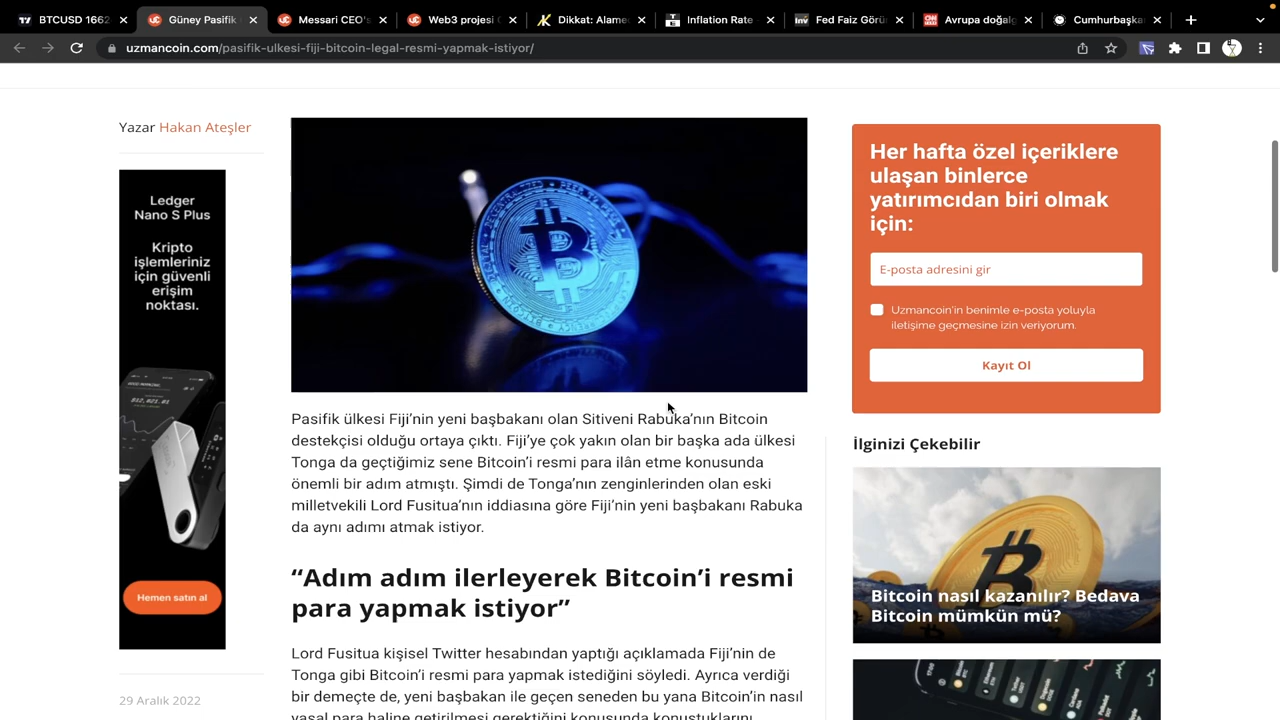 BTCUSD 1662
Güney Pasifik
Messari CEO's
Web3 projesi
Dikkat: Alame
Inflation Rate
Fed Faiz Görü
Avrupa doğalg
Cumhurbaşka
uzmancoin.com/pasifik-ulkesi-fiji-bitcoin-legal-resmi-yapmak-istiyor/
Yazar Hakan Ateşler
Ledger
Nano S Plus
Kripto
işlemleriniz
için güvenli
erişim
noktası.
Hemen satın al
29 Aralık 2022
Pasifik ülkesi Fiji’nin yeni başbakanı olan Sitiveni Rabuka’nın Bitcoin
destekçisi olduğu ortaya çıktı. Fiji’ye çok yakın olan bir başka ada ülkesi
Tonga da geçtiğimiz sene Bitcoin’i resmi para ilân etme konusunda
önemli bir adım atmıştı. Şimdi de Tonga’nın zenginlerinden olan eski
milletvekili Lord Fusitua’nın iddiasına göre Fiji’nin yeni başbakanı Rabuka
da aynı adımı atmak istiyor.
“Adım adım ilerleyerek Bitcoin’i resmi
para yapmak istiyor”
Lord Fusitua kişisel Twitter hesabından yaptığı açıklamada Fiji’nin de
Tonga gibi Bitcoin’i resmi para yapmak istediğini söyledi. Ayrıca verdiği
bir demeçte de, yeni başbakan ile geçen seneden bu yana Bitcoin’in nasıl
yasal para haline getirilmesi gerektiğini konusunda konuştuklarını
Her hafta özel içeriklere
ulaşan binlerce
yatırımcıdan biri olmak
için:
E-posta adresini gir
Uzmancoin’in benimle e-posta yoluyla
iletişime geçmesine izin veriyorum.
Kayıt Ol
İlginizi Çekebilir
Bitcoin nasıl kazanılır? Bedava
Bitcoin mümkün mü?